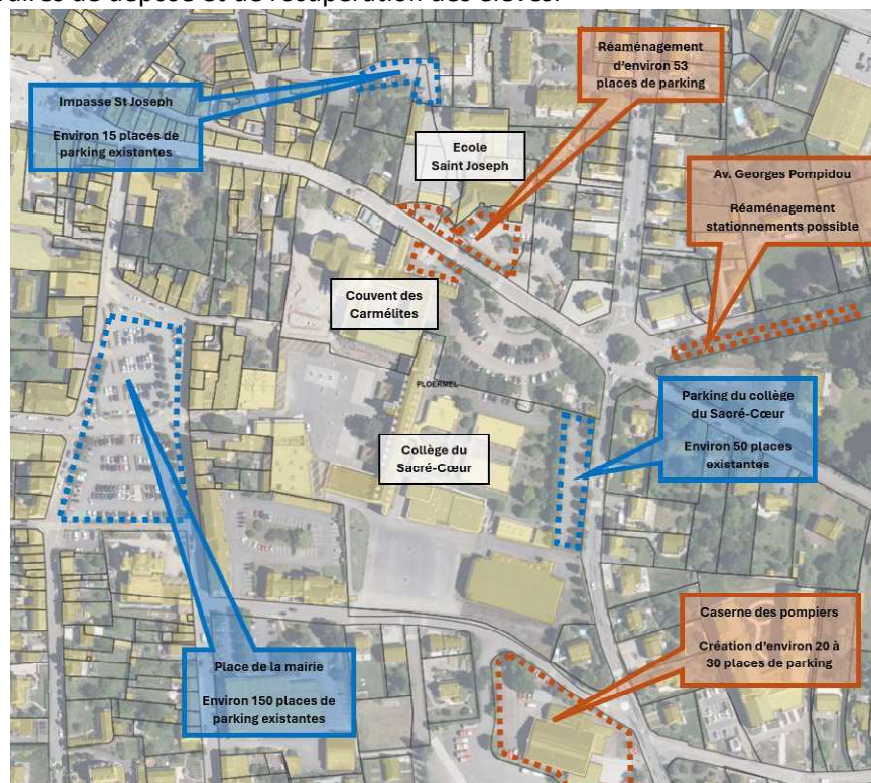 aires de dépose et de récupération des élèves.
Réaménagement
d'environ 53
places de parking
Impasse St Joseph
Environ 15 places de
parking existantes
Ecole
Saint Joseph
Av. Georges Pompidou
Réaménagement
stationnements possible
Couvent des
Carmélites
PLOERMEL
Parking du collège
du Sacré-Cœur
Environ 50 places
existantes
Collège du
Sacré-Cœur
Caserne des pompiers
Création d'environ 20 à
30 places de parking
Place de la mairie
Environ 150 places de
parking existantes